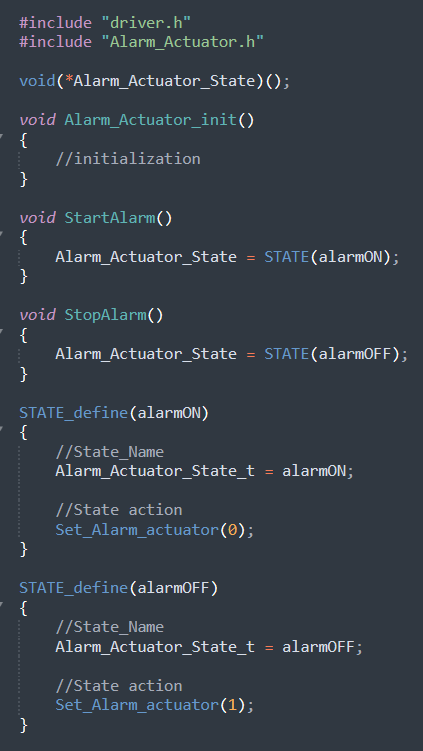 #include "driver.h"
#include "Alarm_Actuator.h"
void(*Alarm_Actuator_State)();
void Alarm_Actuator_init()
{
//initialization
}
void StartAlarm()
{
Alarm_Actuator_State = STATE(alarmON);
}
void StopAlarm()
{
Alarm_Actuator_State = STATE(alarmOFF);
}
STATE_define(alarmON)
{
//State_Name
Alarm_Actuator_State_t = alarmON;
//State action
Set_Alarm_actuator(0);
}
STATE_define(alarmOFF)
{
//State_Name
Alarm_Actuator_State_t = alarmOFF;
//State action
Set_Alarm_actuator(1);
}